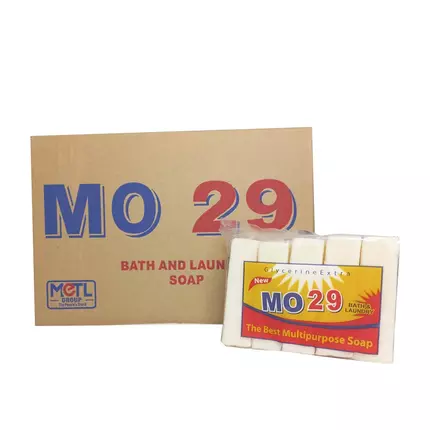 MO 29
BATH AND LAUN
SOAP
MeTL
GROUP
GlycerineExtra
New
MO 29
BATH &
LAUNDRY
The Best Multipurpose Soap